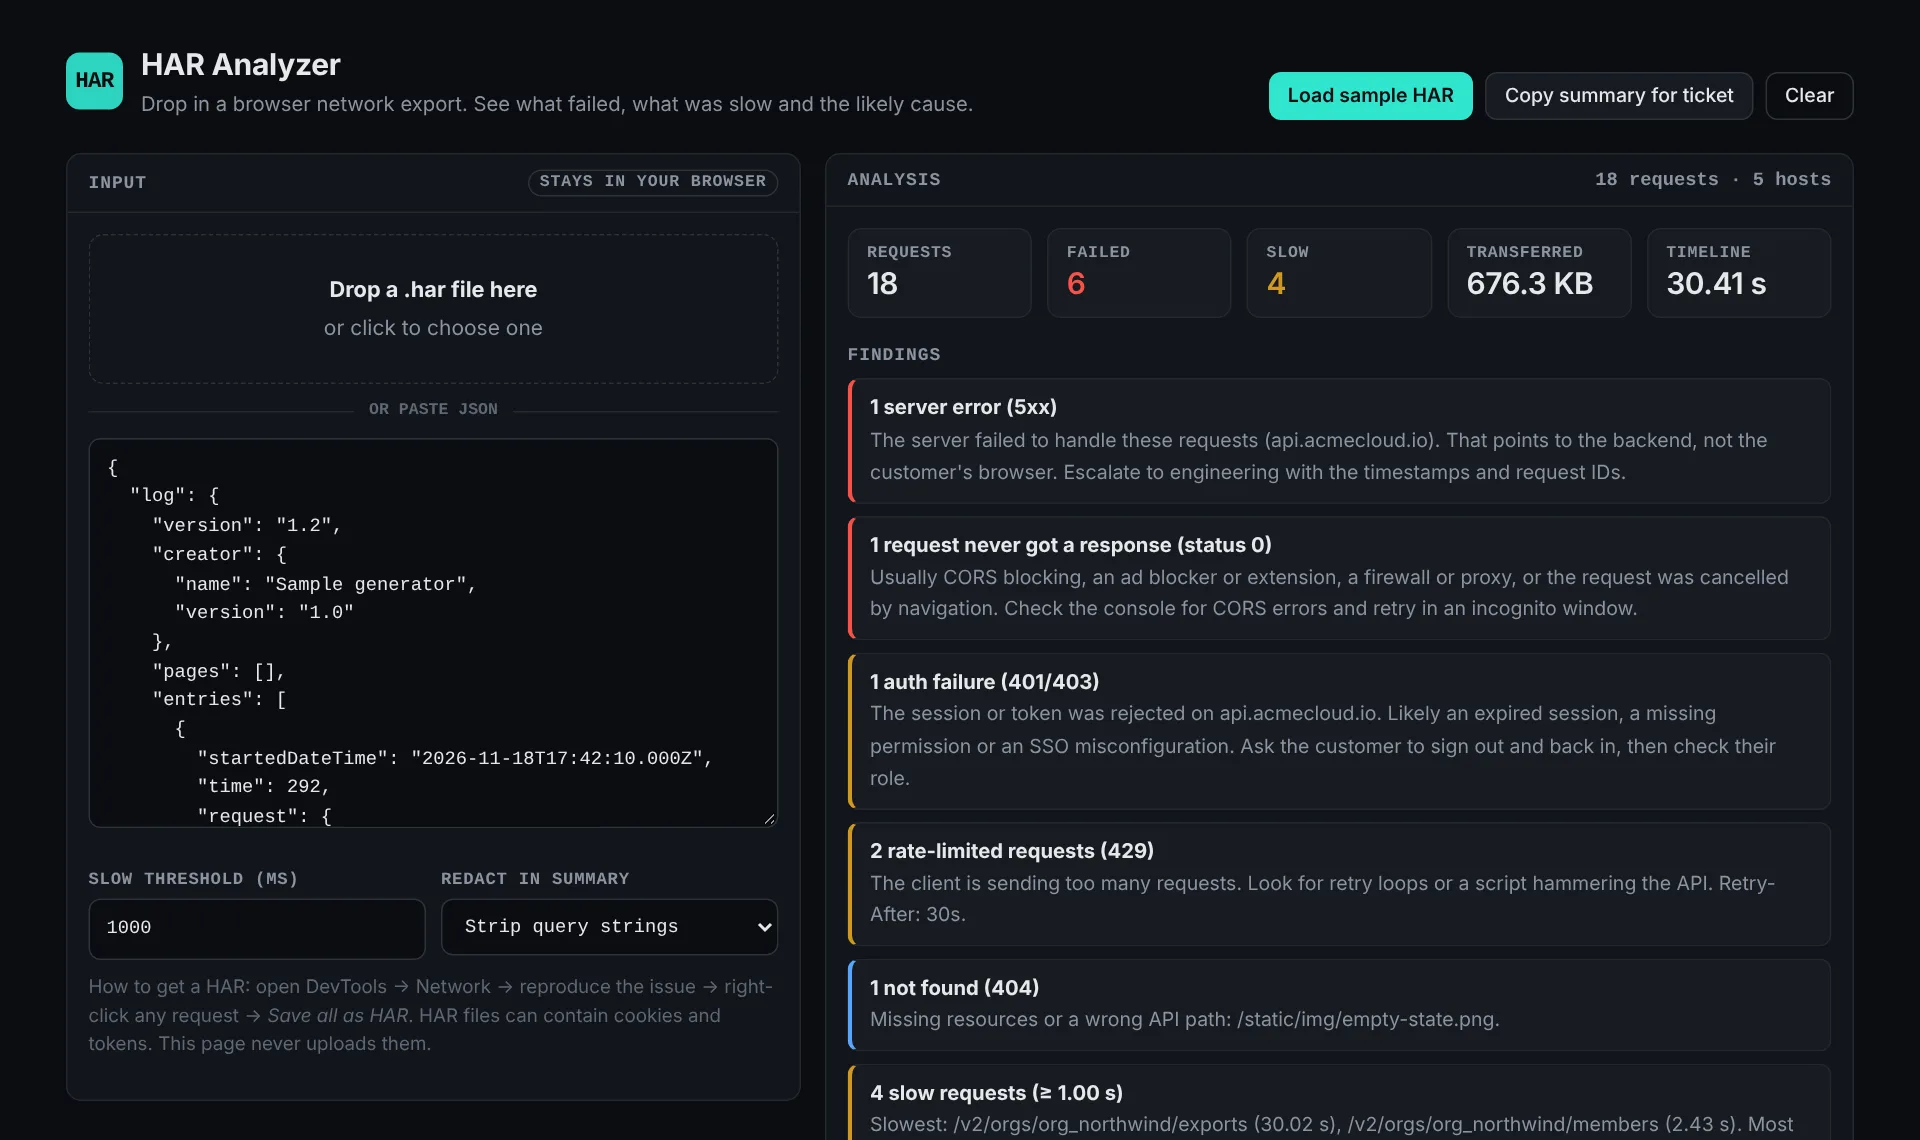 HAR
HAR Analyzer
Drop in a browser network export. See what failed, what was slow and the likely cause.
Load sample HAR
Copy summary for ticket
Clear
INPUT
STAYS IN YOUR BROWSER
Drop a .har file here
or click to choose one
OR PASTE JSON
{
"log": {
"version": "1.2",
"creator": {
"name": "Sample generator",
"version": "1.0"
},
"pages": [],
"entries": [
{
"startedDateTime": "2026-11-18T17:42:10.000Z",
"time": 292,
"request": {
SLOW THRESHOLD (MS)
REDACT IN SUMMARY
1000
Strip query strings
How to get a HAR: open DevTools → Network → reproduce the issue → right-
click any request → Save all as HAR. HAR files can contain cookies and
tokens. This page never uploads them.
ANALYSIS
18 requests · 5 hosts
REQUESTS
18
FAILED
6
SLOW
4
TRANSFERRED
676.3 KB
TIMELINE
30.41 s
FINDINGS
1 server error (5xx)
The server failed to handle these requests (api.acmecloud.io). That points to the backend, not the
customer's browser. Escalate to engineering with the timestamps and request IDs.
1 request never got a response (status 0)
Usually CORS blocking, an ad blocker or extension, a firewall or proxy, or the request was cancelled
by navigation. Check the console for CORS errors and retry in an incognito window.
1 auth failure (401/403)
The session or token was rejected on api.acmecloud.io. Likely an expired session, a missing
permission or an SSO misconfiguration. Ask the customer to sign out and back in, then check their
role.
2 rate-limited requests (429)
The client is sending too many requests. Look for retry loops or a script hammering the API. Retry-
After: 30s.
1 not found (404)
Missing resources or a wrong API path: /static/img/empty-state.png.
4 slow requests (≥ 1.00 s)
Slowest: /v2/orgs/org_northwind/exports (30.02 s), /v2/orgs/org_northwind/members (2.43 s). Most